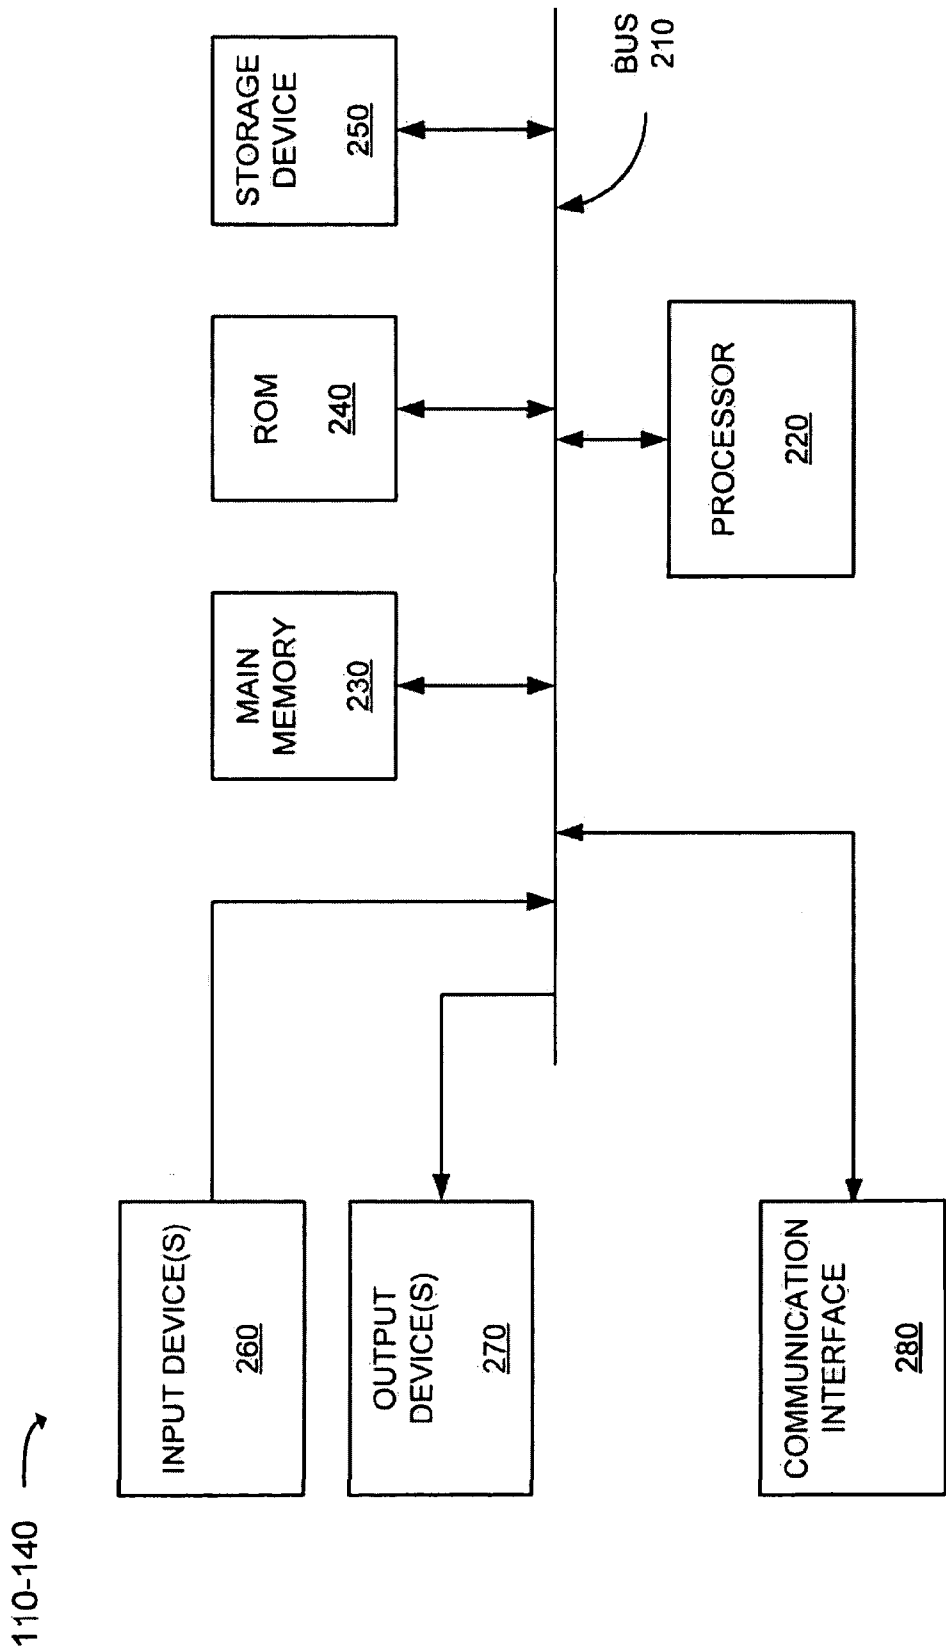 110-140
INPUT DEVICE(S)
260
OUTPUT
DEVICE(S)
270
COMMUNICATION
INTERFACE
280
MAIN
MEMORY
230
ROM
240
STORAGE
DEVICE
250
PROCESSOR
220
BUS
210